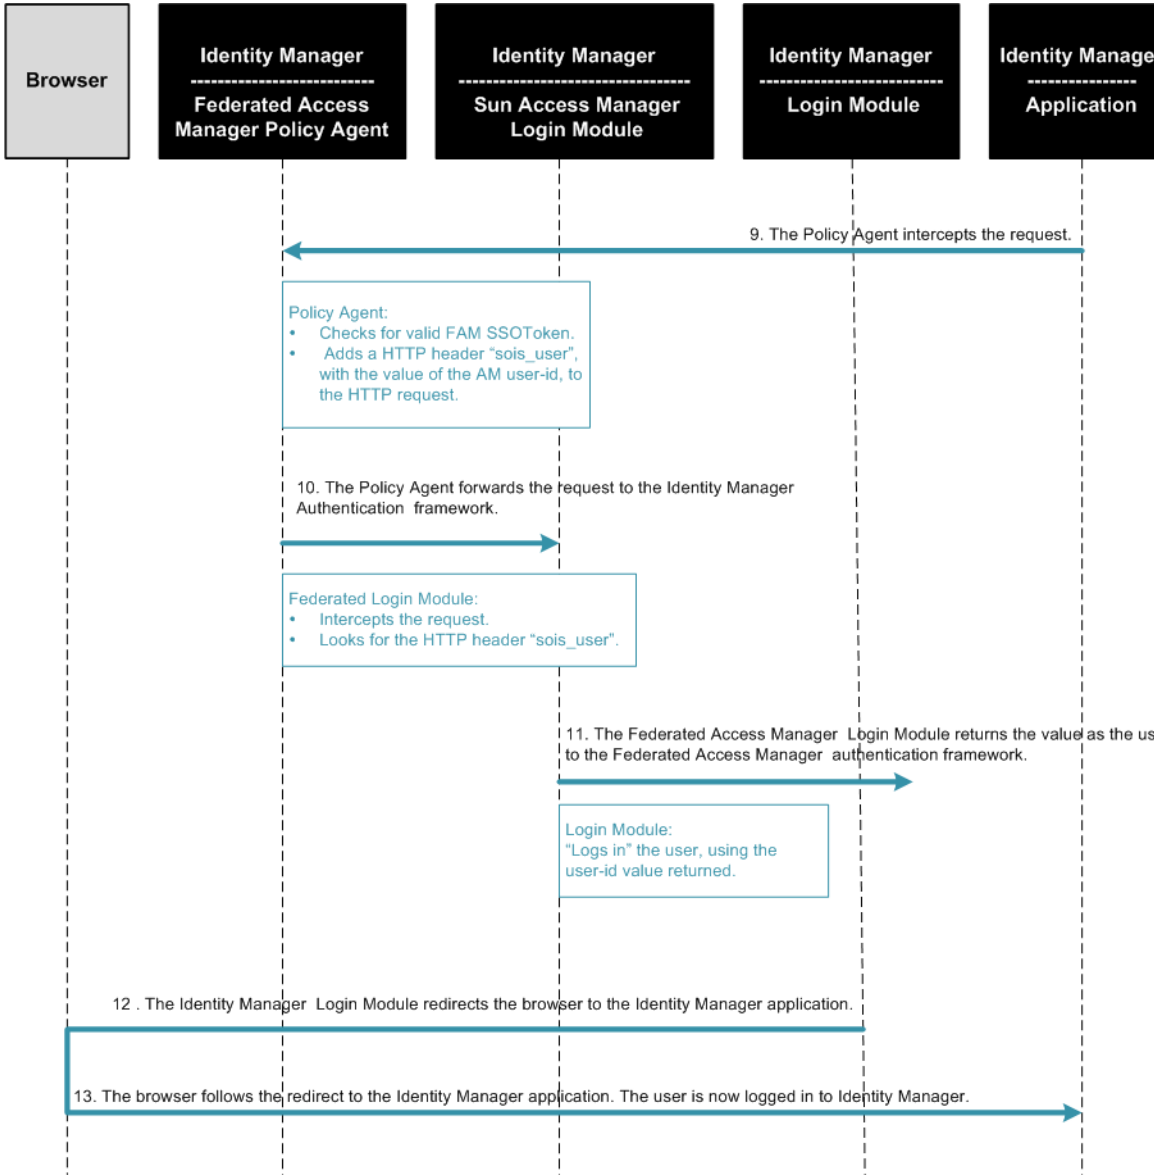 Browser
Identity Manager
---------------------------
Federated Access
Manager Policy Agent
Identity Manager
----------------------------------
Sun Access Manager
Login Module
Identity Manager
---------------------------
Login Module
Identity Manage
----------------
Application
9. The Policy Agent intercepts the request.
Policy Agent:
• Checks for valid FAM SSOToken.
• Adds a HTTP header “sois_user”,
with the value of the AM user-id, to
the HTTP request.
10. The Policy Agent forwards the request to the Identity Manager
Authentication framework.
Federated Login Module:
• Intercepts the request.
• Looks for the HTTP header “sois_user”.
11. The Federated Access Manager Login Module returns the value as the us
to the Federated Access Manager authentication framework.
Login Module:
“Logs in” the user, using the
user-id value returned.
12 . The Identity Manager Login Module redirects the browser to the Identity Manager application.
13. The browser follows the redirect to the Identity Manager application. The user is now logged in to Identity Manager.